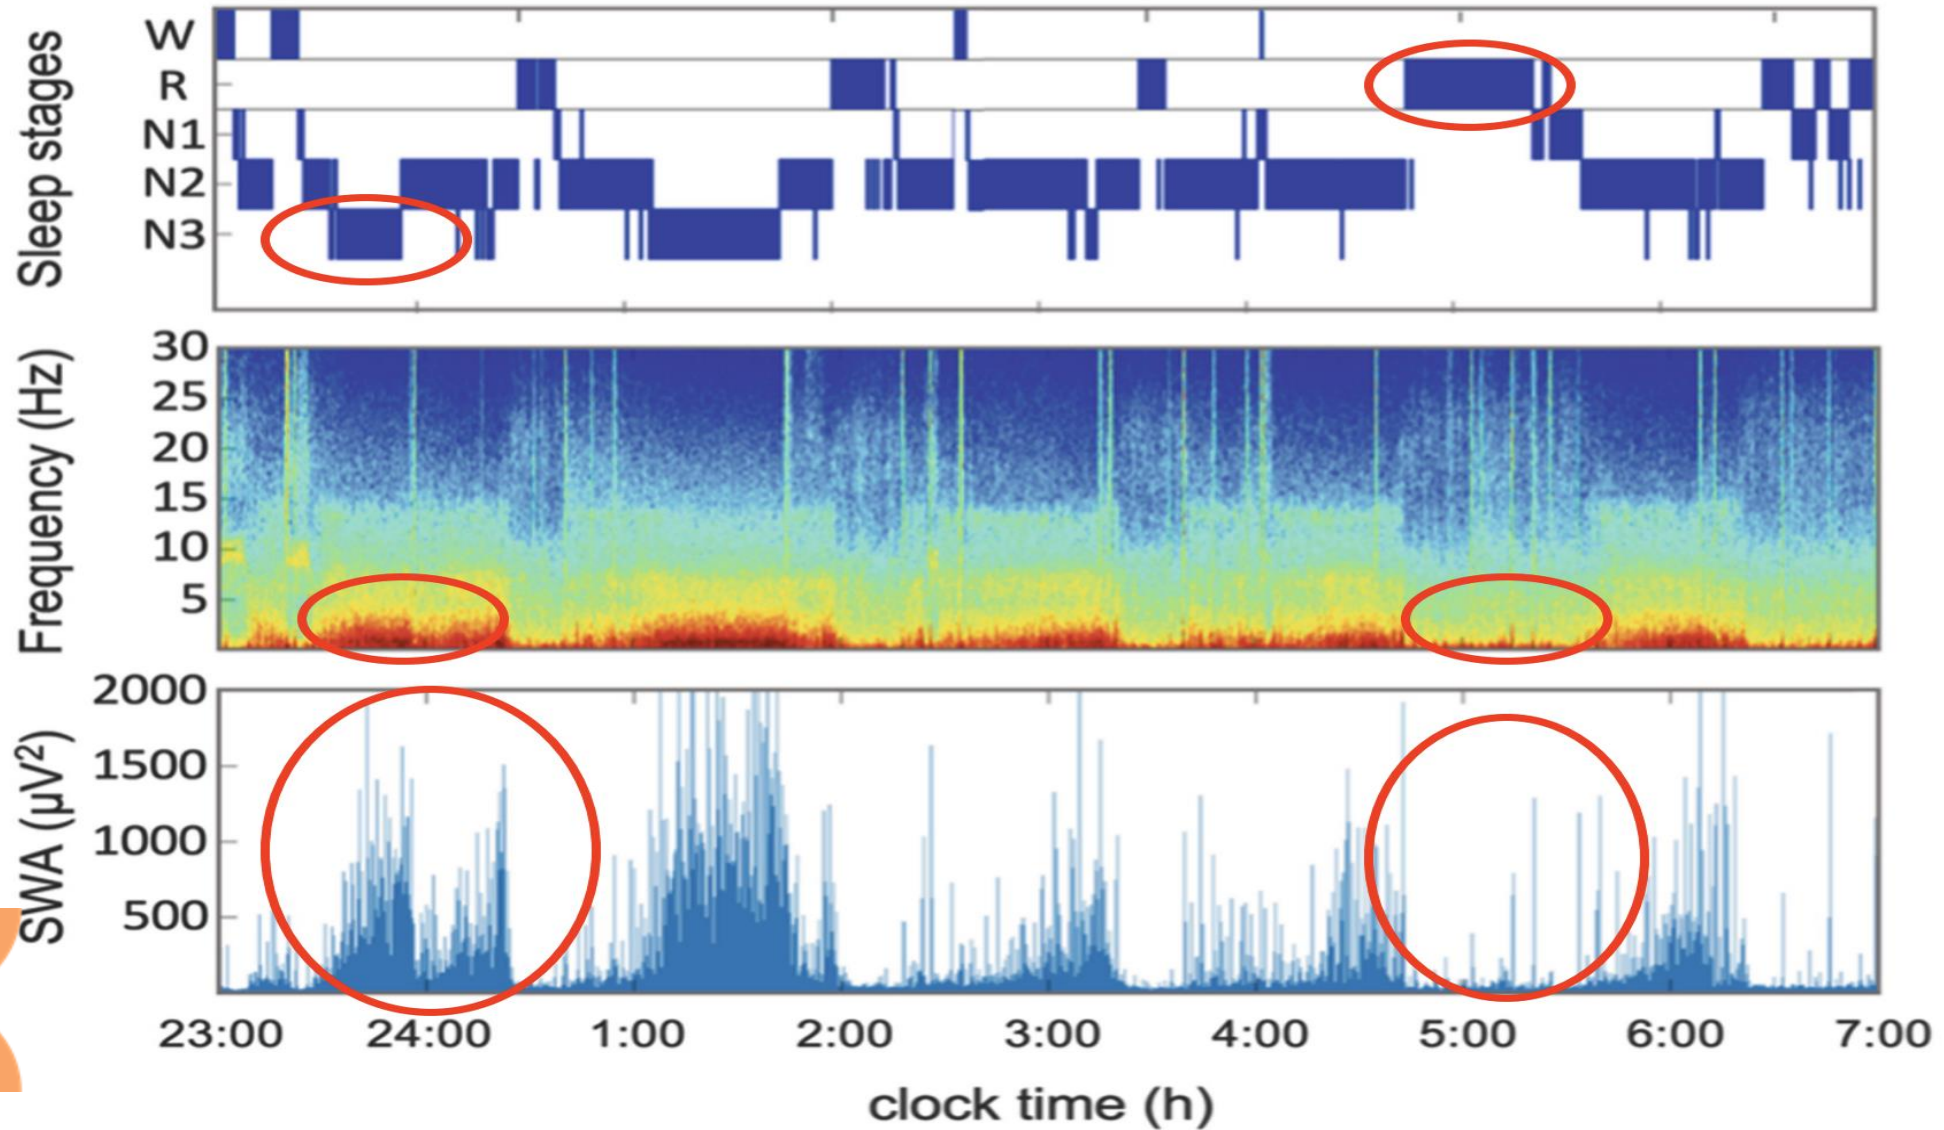 Sleep stages
W
R
N1
N2
N3
Frequency (Hz)
30
25
20
15
10
5
SWA (µV²)
2000
1500
1000
500
23:00 24:00 1:00 2:00 3:00 4:00 5:00 6:00 7:00
clock time (h)